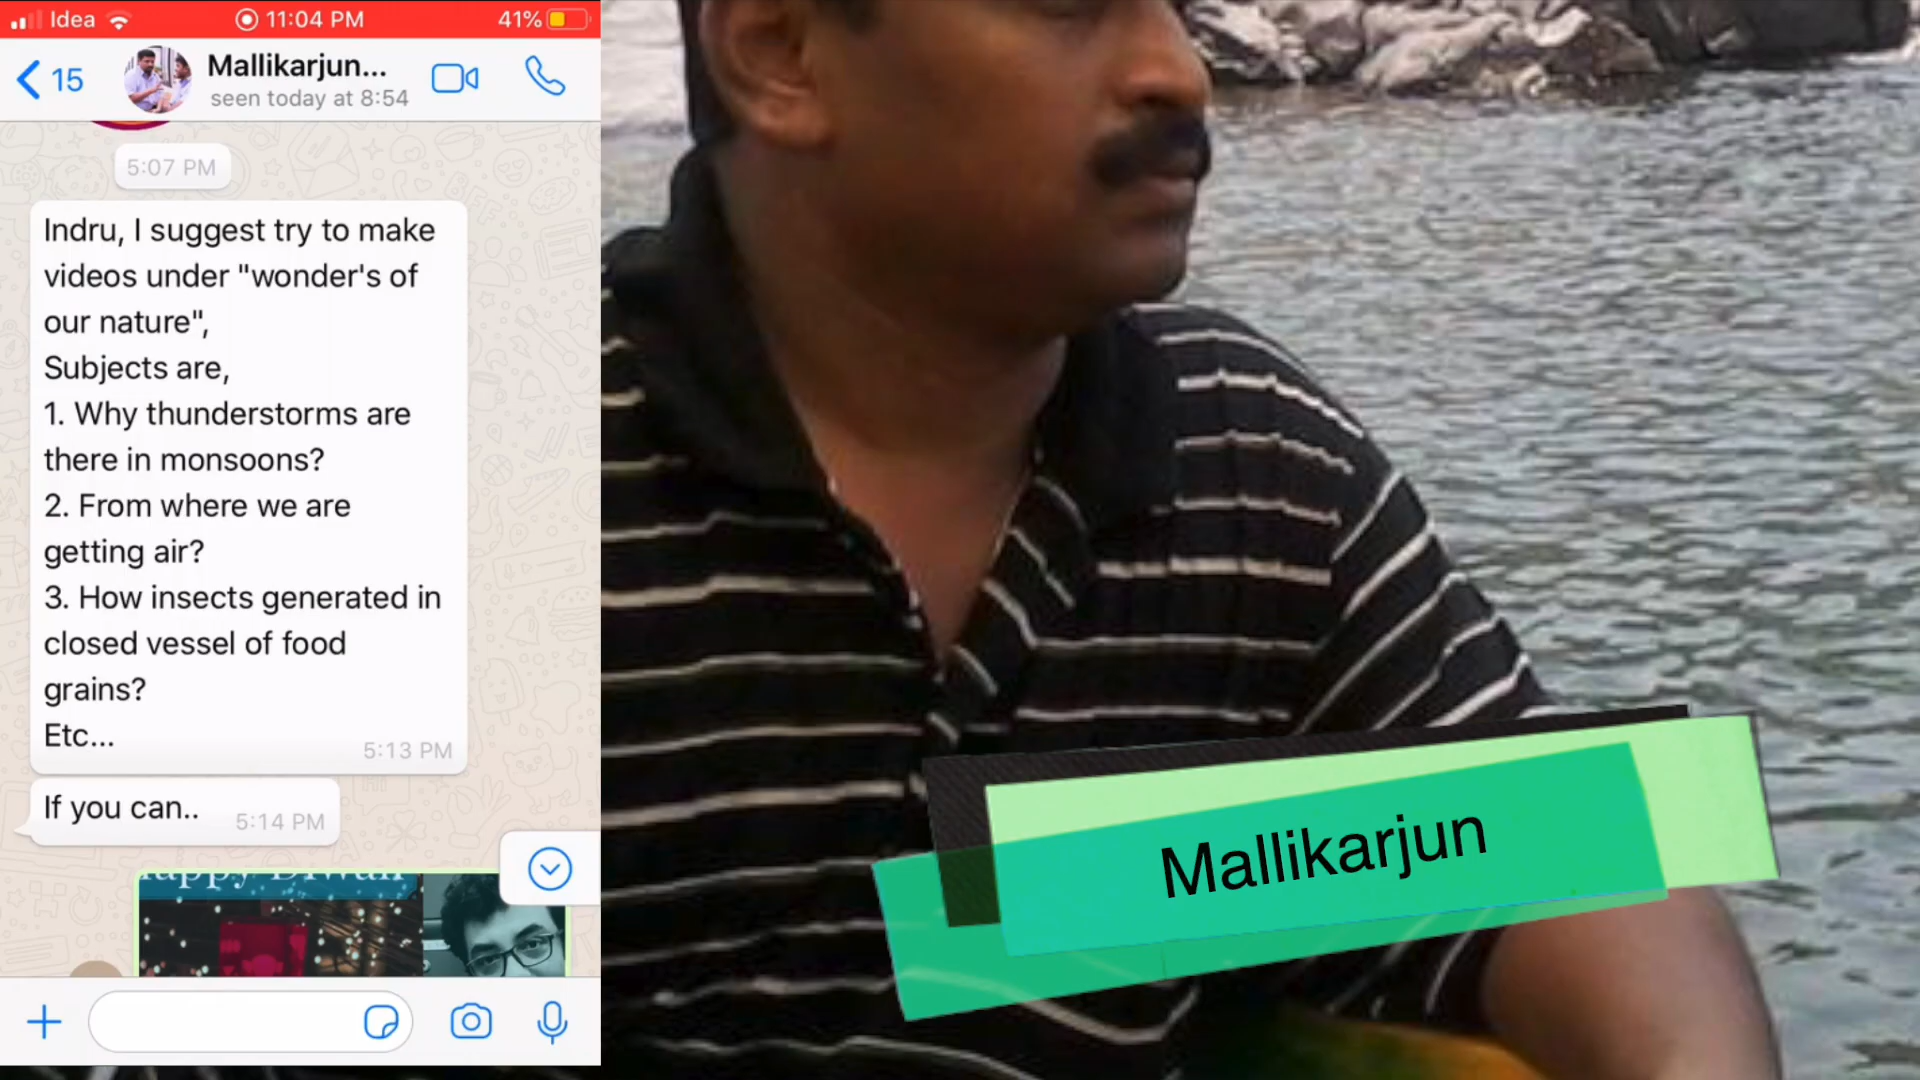 Idea
11:04 PM
41%
15
Mallikarjun...
seen today at 8:54
5:07 PM
Indru, I suggest try to make
videos under "wonder's of
our nature",
Subjects are,
1. Why thunderstorms are
there in monsoons?
2. From where we are
getting air?
3. How insects generated in
closed vessel of food
grains?
Etc...
5:13 PM
If you can..
5:14 PM
Mallikarjun